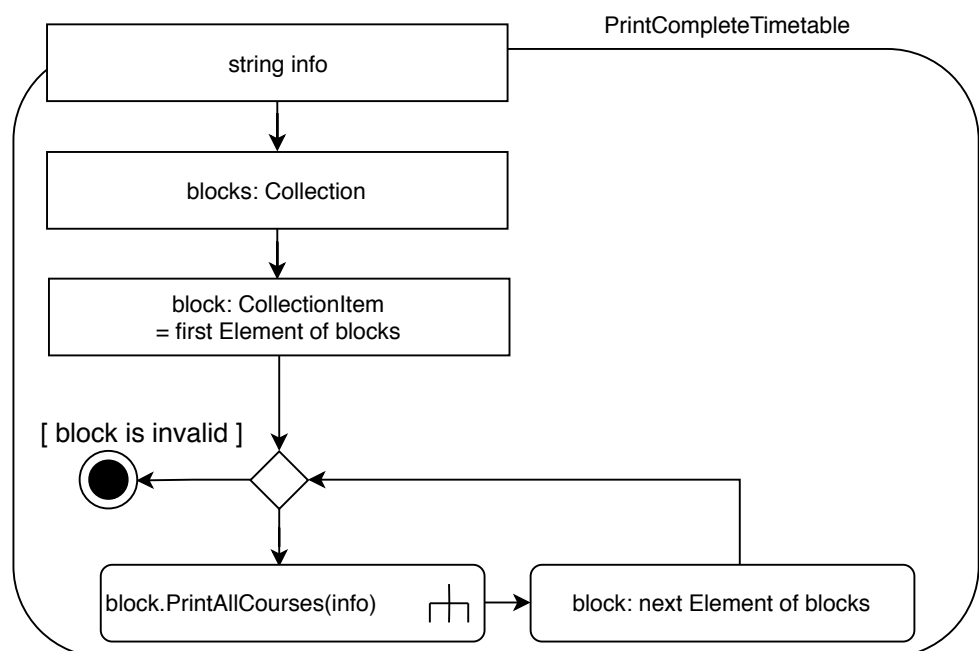 PrintCompleteTimetable
string info
blocks: Collection
block: CollectionItem
= first Element of blocks
[ block is invalid ]
block.PrintAllCourses(info)
block: next Element of blocks